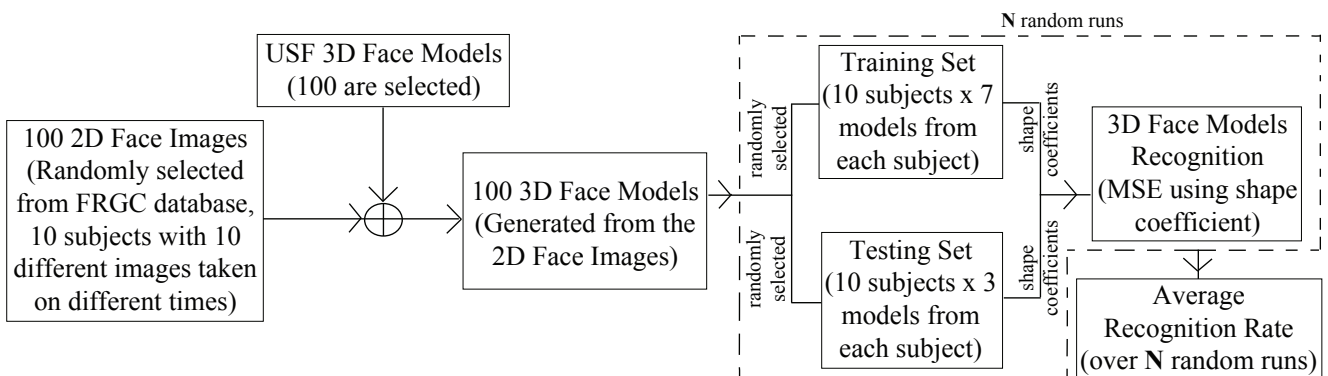 N random runs
USF 3D Face Models
(100 are selected)
100 2D Face Images
(Randomly selected
from FRGC database,
10 subjects with 10
different images taken
on different times)
100 3D Face Models
(Generated from the
2D Face Images)
randomly
selected
randomly
selected
Training Set
(10 subjects x 7
models from
each subject)
Testing Set
(10 subjects x 3
models from
each subject)
shape
coefficients
shape
coefficients
3D Face Models
Recognition
(MSE using shape
coefficient)
Average
Recognition Rate
(over N random runs)